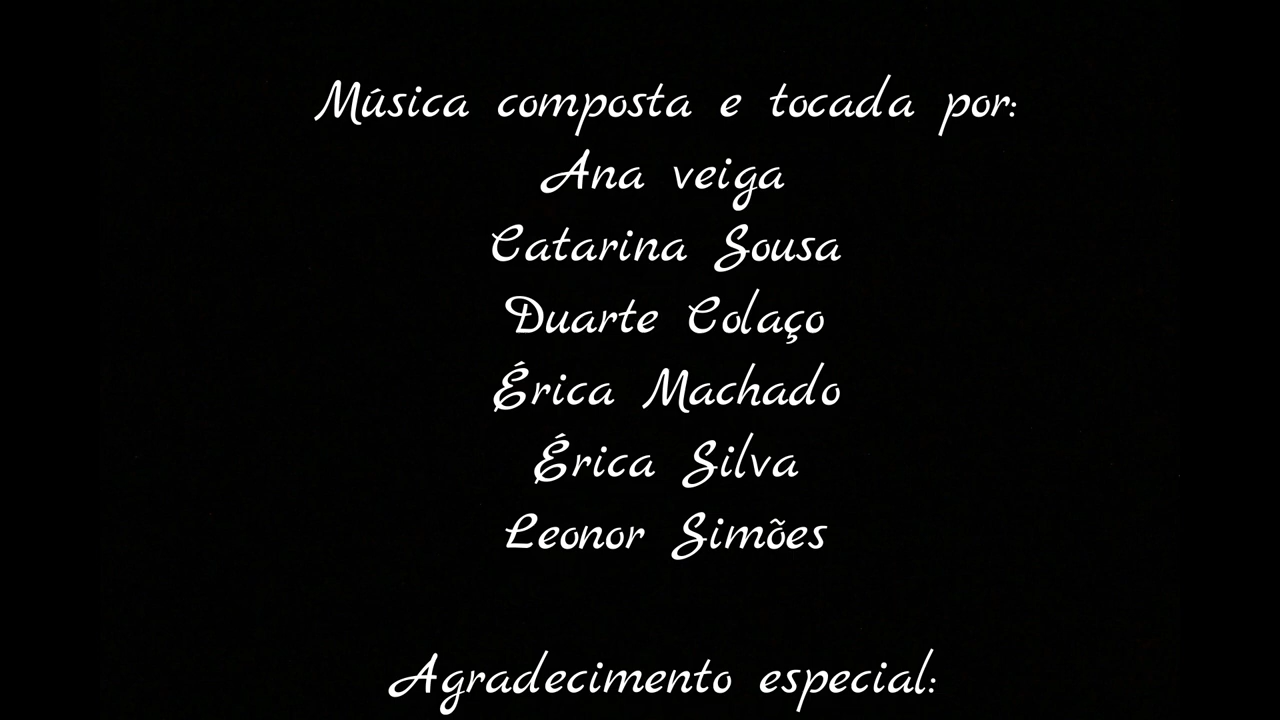 Música composta e tocada por:
Ana veiga
Catarina Sousa
Duarte Colaço
Érica Machado
Érica Silva
Leonor Simões
Agradecimento especial: